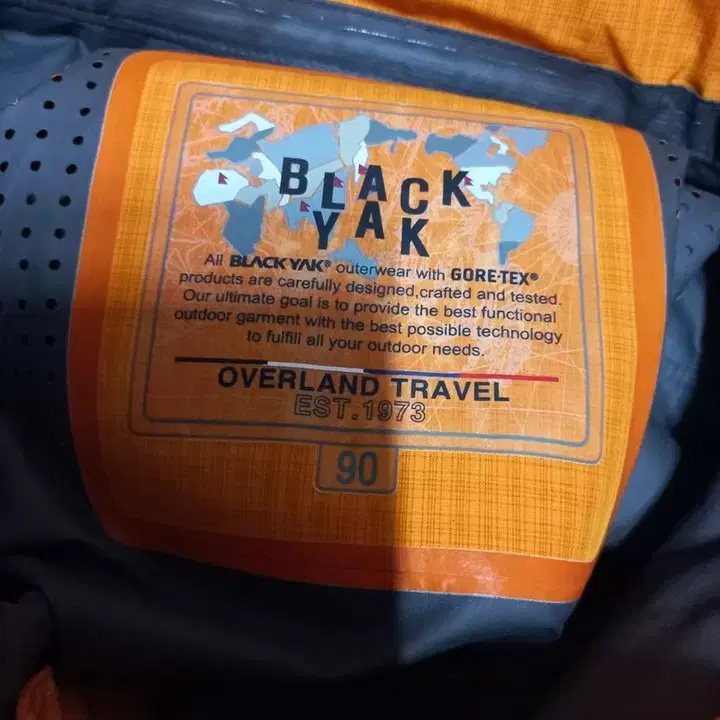 BLACK
YAK
All BLACKYAK® outerwear with GORE-TEX®
products are carefully designed,crafted and tested.
Our ultimate goal is to provide the best functional
outdoor garment with the best possible technology
to fulfill all your outdoor needs.
OVERLAND TRAVEL
EST.1973
90